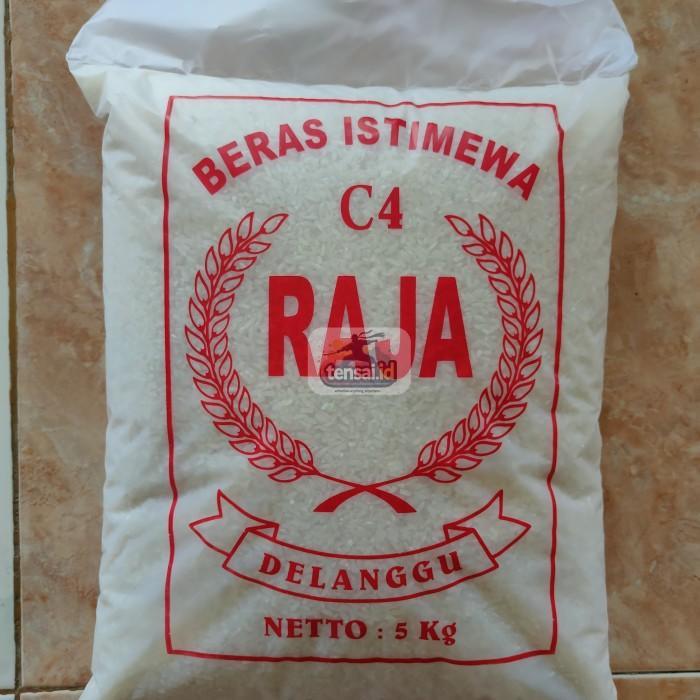 BERAS ISTIMEWA
C4
RAJA
tensai.id
DELANGGU
NETTO : 5 Kg